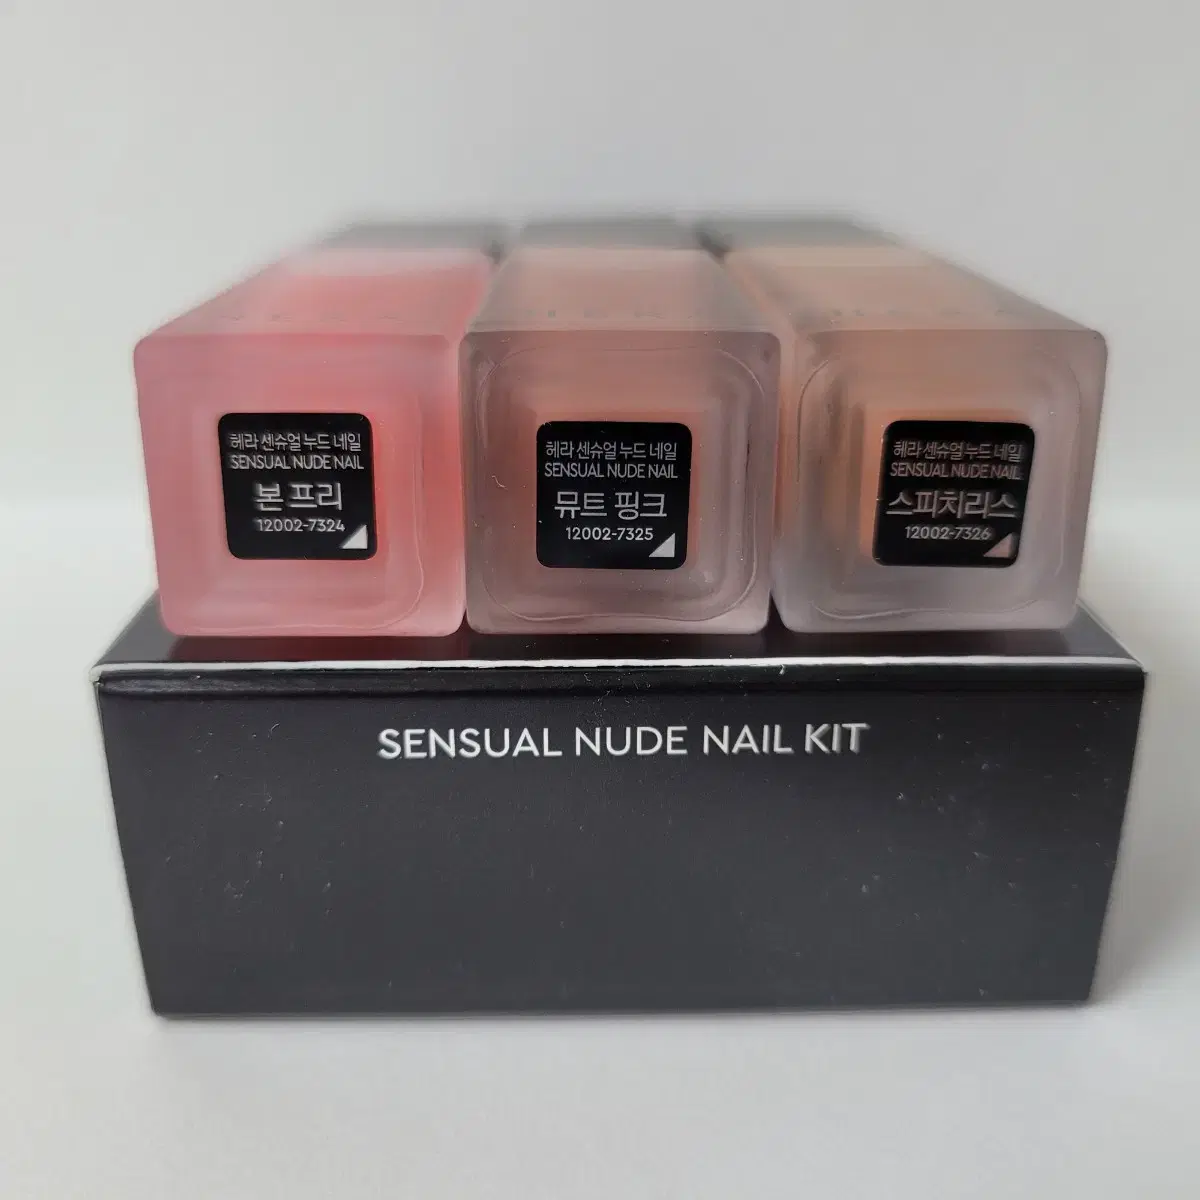 HERA
HERA
HERA
헤라 센슈얼 누드 네일
SENSUAL NUDE NAIL
본 프리
12002-7324
헤라 센슈얼 누드 네일
SENSUAL NUDE NAIL
뮤트 핑크
12002-7325
헤라 센슈얼 누드 네일
SENSUAL NUDE NAIL
스피치리스
12002-7326
SENSUAL NUDE NAIL KIT